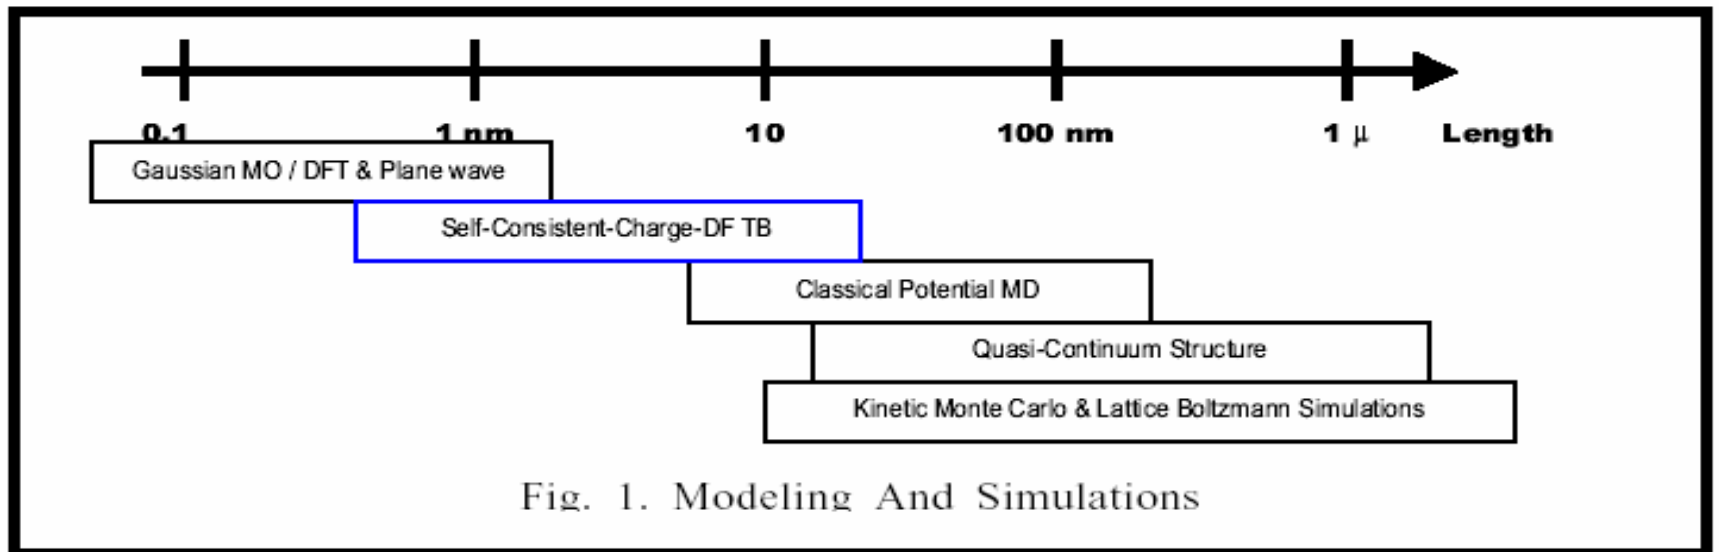 0.1 1 nm 10 100 nm 1 μ Length
Gaussian MO / DFT & Plane wave
Self-Consistent-Charge-DF TB
Classical Potential MD
Quasi-Continuum Structure
Kinetic Monte Carlo & Lattice Boltzmann Simulations
Fig. 1. Modeling And Simulations